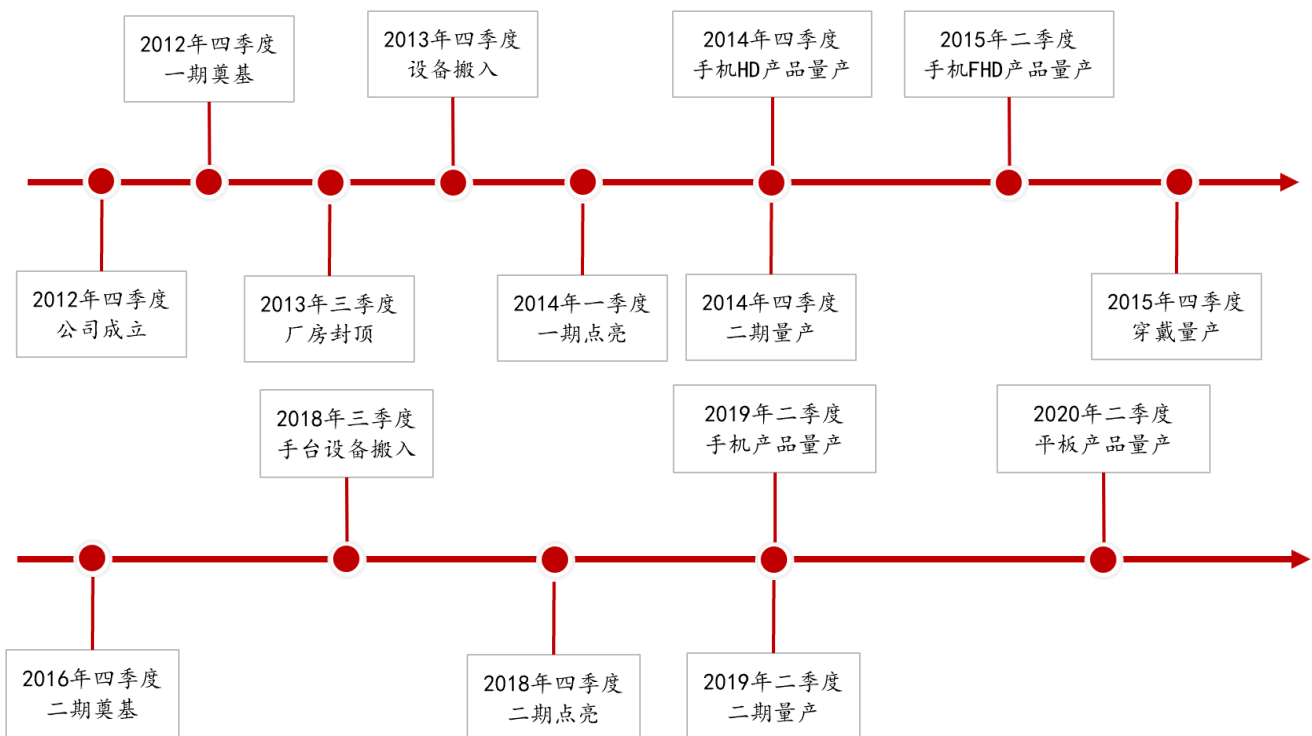 2012年四季度
一期奠基
2013年四季度
设备搬入
2014年四季度
手机HD产品量产
2015年二季度
手机FHD产品量产
2012年四季度
公司成立
2013年三季度
厂房封顶
2014年一季度
一期点亮
2014年四季度
二期量产
2015年四季度
穿戴量产
2018年三季度
手台设备搬入
2019年二季度
手机产品量产
2020年二季度
平板产品量产
2016年四季度
二期奠基
2018年四季度
二期点亮
2019年二季度
二期量产